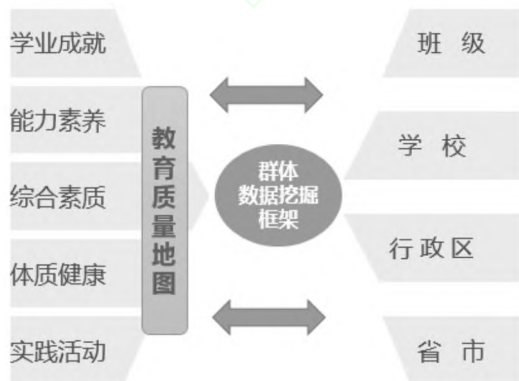 学业成就
能力素养
综合素质
体质健康
实践活动
教育质量地图
群体
数据挖掘
框架
班 级
学 校
行政区
省 市